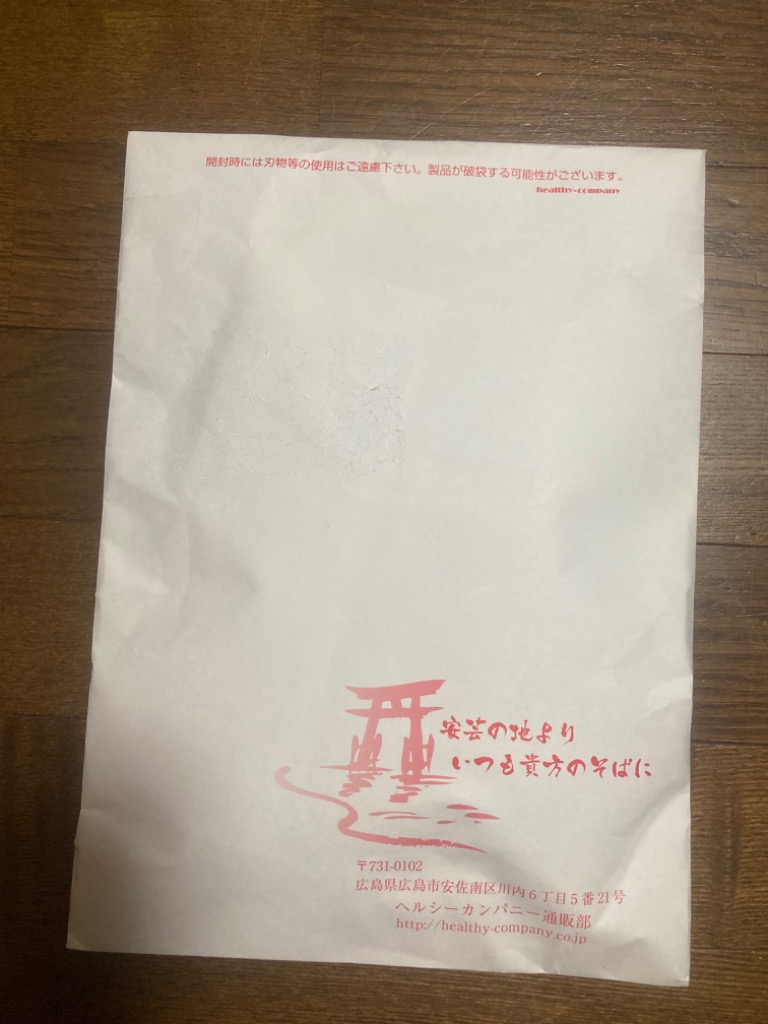 開封時には刃物等の使用はご遠慮下さい。製品が破袋する可能性がございます。
healthy-company
安芸の地より
いつも貴方のそばに
〒731-0102
広島県広島市安佐南区川内6丁目5番21号
ヘルシーカンパニー通販部
http://healthy-company.co.jp